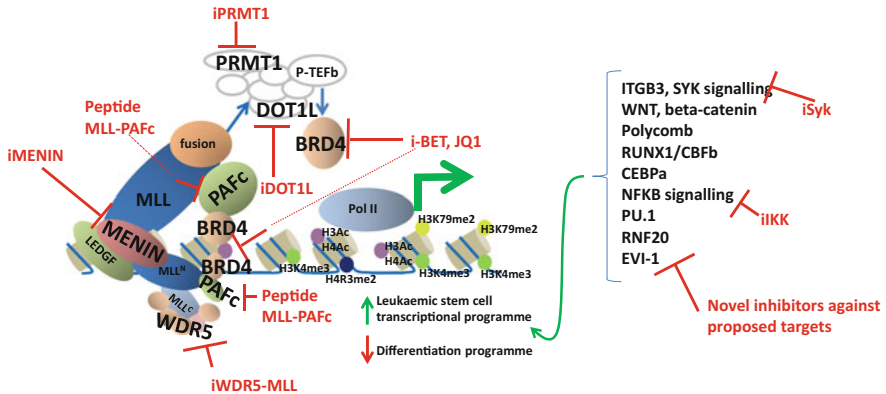 iPRMT1
PRMT1
P-TEFb
DOT1L
Peptide
MLL-PAFc
fusion
BRD4
i-BET, JQ1
iMENIN
PAFc
iDOT1L
MLL
Pol II
BRD4
H3K79me2
H3K79me2
MENIN
LEDGF
H3Ac
H4Ac
H3Ac
H4Ac
MLLᴺ
BRD4
H3K4me3
H4R3me2
H3K4me3
H3K4me3
PAFc
MLLᶜ
WDR5
Peptide
MLL-PAFc
iWDR5-MLL
Leukaemic stem cell
transcriptional programme
Differentiation programme
ITGB3, SYK signalling
WNT, beta-catenin
Polycomb
RUNX1/CBFb
CEBPa
NFKB signalling
PU.1
RNF20
EVI-1
iSyk
iIKK
Novel inhibitors against
proposed targets